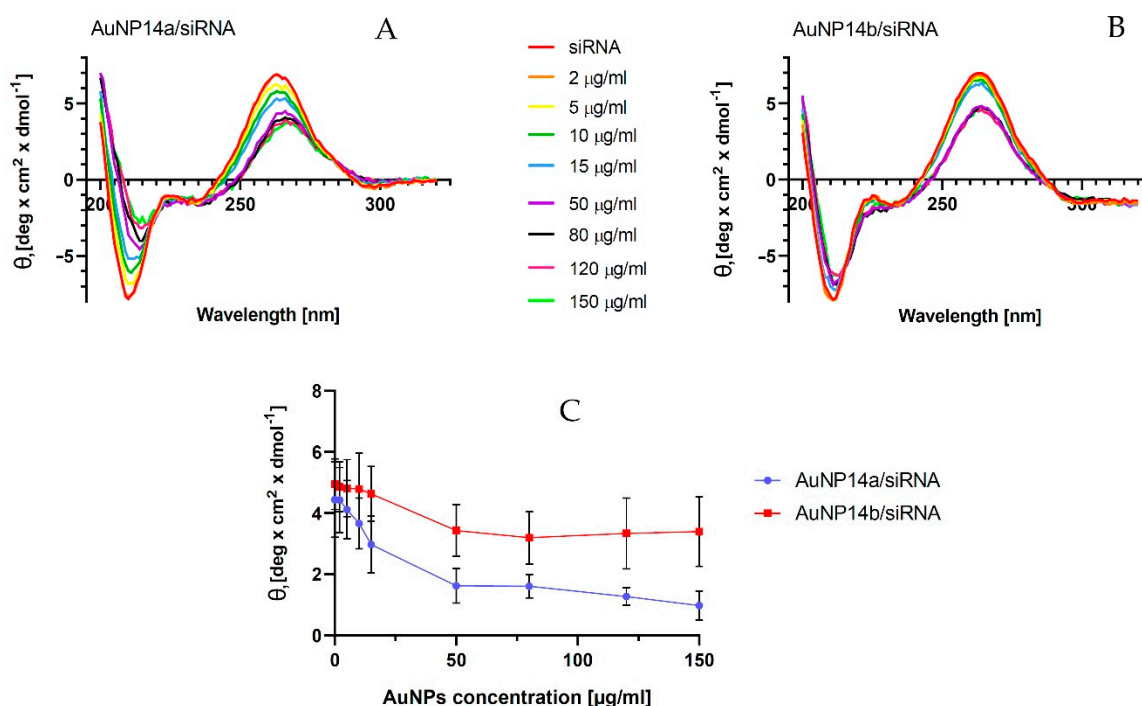 AuNP14a/siRNA
A
θ,[deg x cm² x dmol⁻¹]
5
0
-5
200
250
300
Wavelength [nm]
siRNA
2 µg/ml
5 µg/ml
10 µg/ml
15 µg/ml
50 µg/ml
80 µg/ml
120 µg/ml
150 µg/ml
AuNP14b/siRNA
B
θ,[deg x cm² x dmol⁻¹]
5
0
-5
200
250
300
Wavelength [nm]
C
θ,[deg x cm² x dmol⁻¹]
8
6
4
2
0
0
50
100
150
AuNPs concentration [µg/ml]
AuNP14a/siRNA
AuNP14b/siRNA